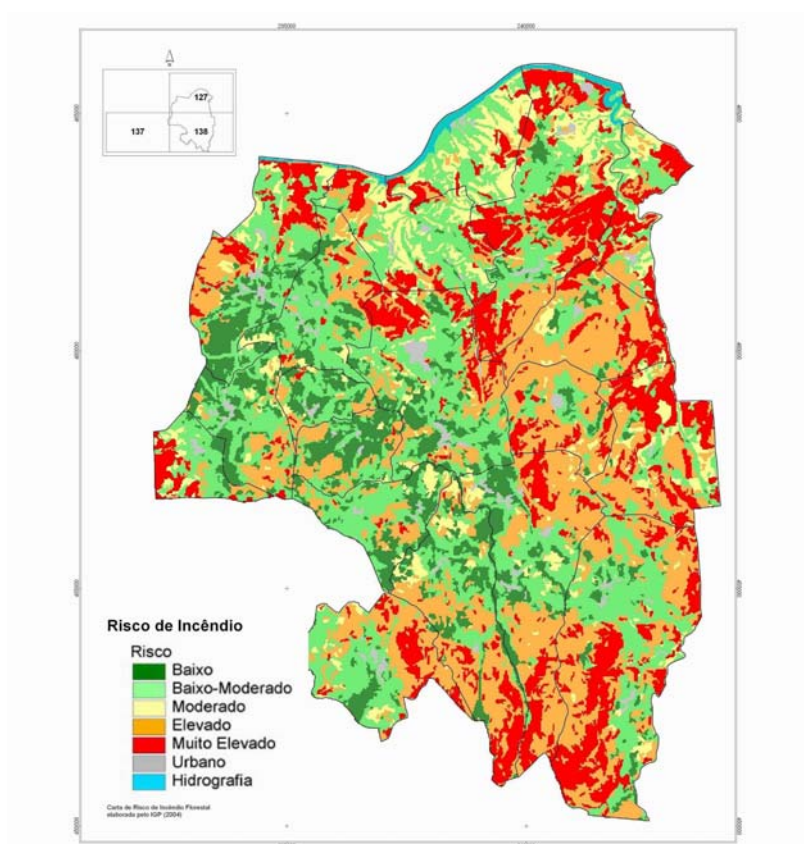 127
137
138
Risco de Incêndio
Risco
Baixo
Baixo-Moderado
Moderado
Elevado
Muito Elevado
Urbano
Hidrografia
Carta de Risco de Incêndio Florestal
elaborada pelo IGP (2004)